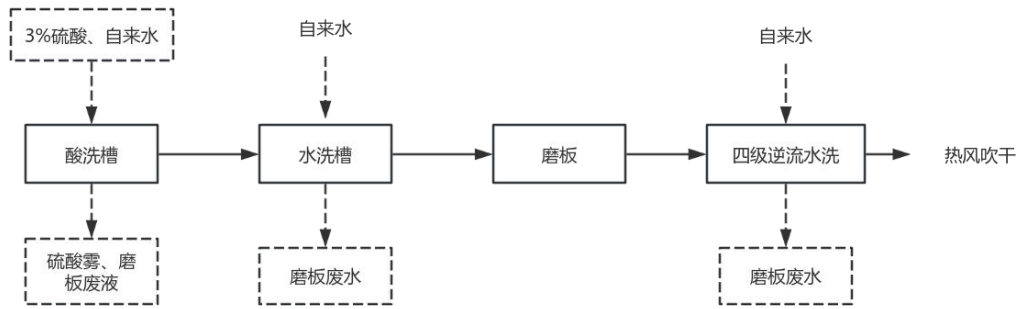 3%硫酸、自来水
自来水
自来水
酸洗槽
水洗槽
磨板
四级逆流水洗
热风吹干
硫酸雾、磨
板废液
磨板废水
磨板废水